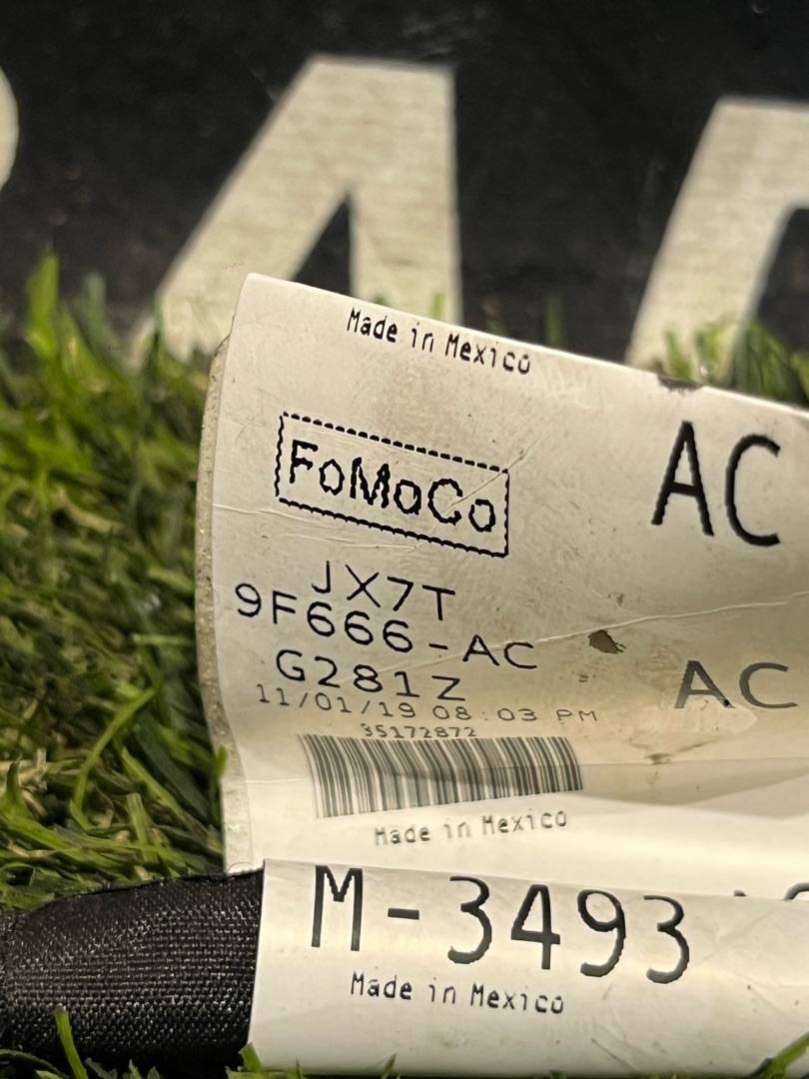 Made in Mexico
FoMoCo
AC
JX7T
9F666-AC
G281Z
AC
11/01/19 08:03 PM
35172872
Made in Mexico
M-3493
Made in Mexico